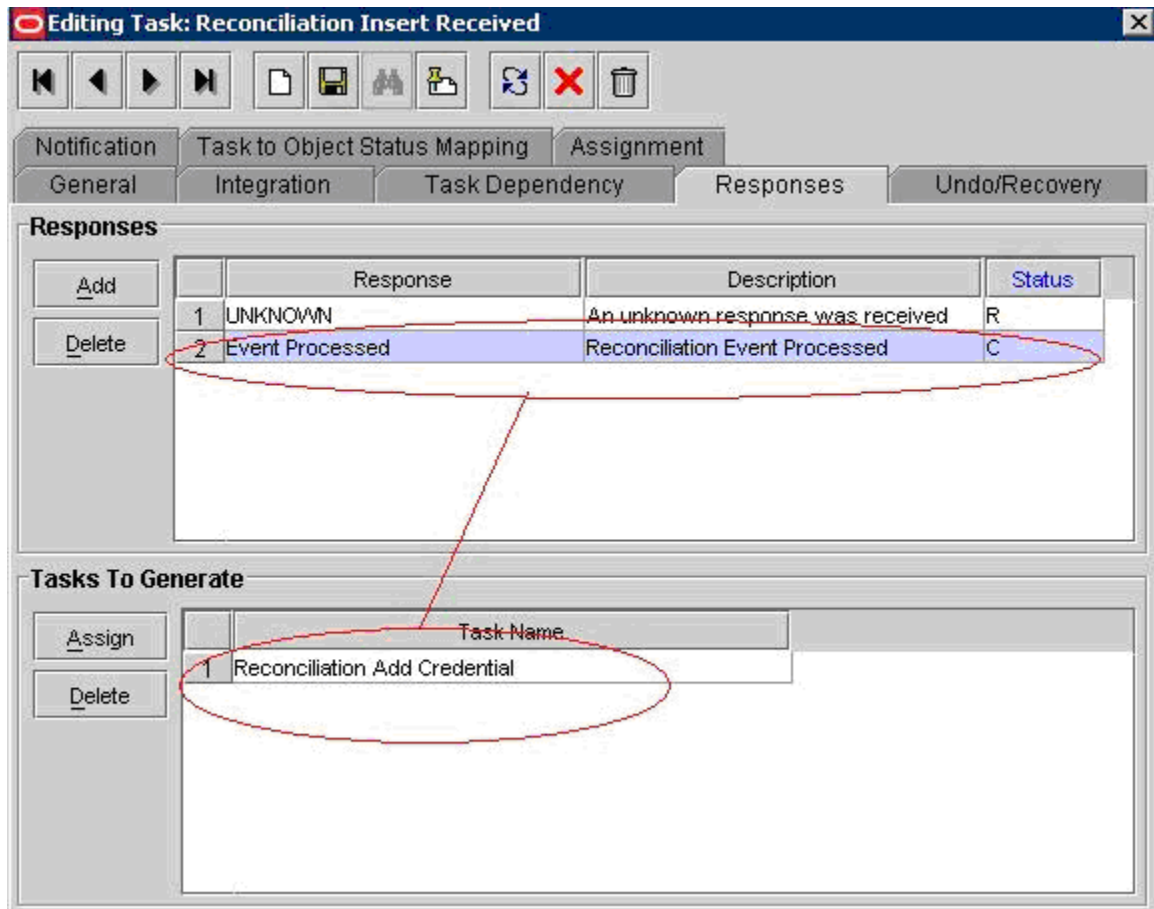 Editing Task: Reconciliation Insert Received
Notification Task to Object Status Mapping Assignment
General Integration Task Dependency Responses Undo/Recovery
Responses
Add
Delete
Response Description Status
1 UNKNOWN An unknown response was received R
2 Event Processed Reconciliation Event Processed C
Tasks To Generate
Assign
Delete
Task Name
1 Reconciliation Add Credential